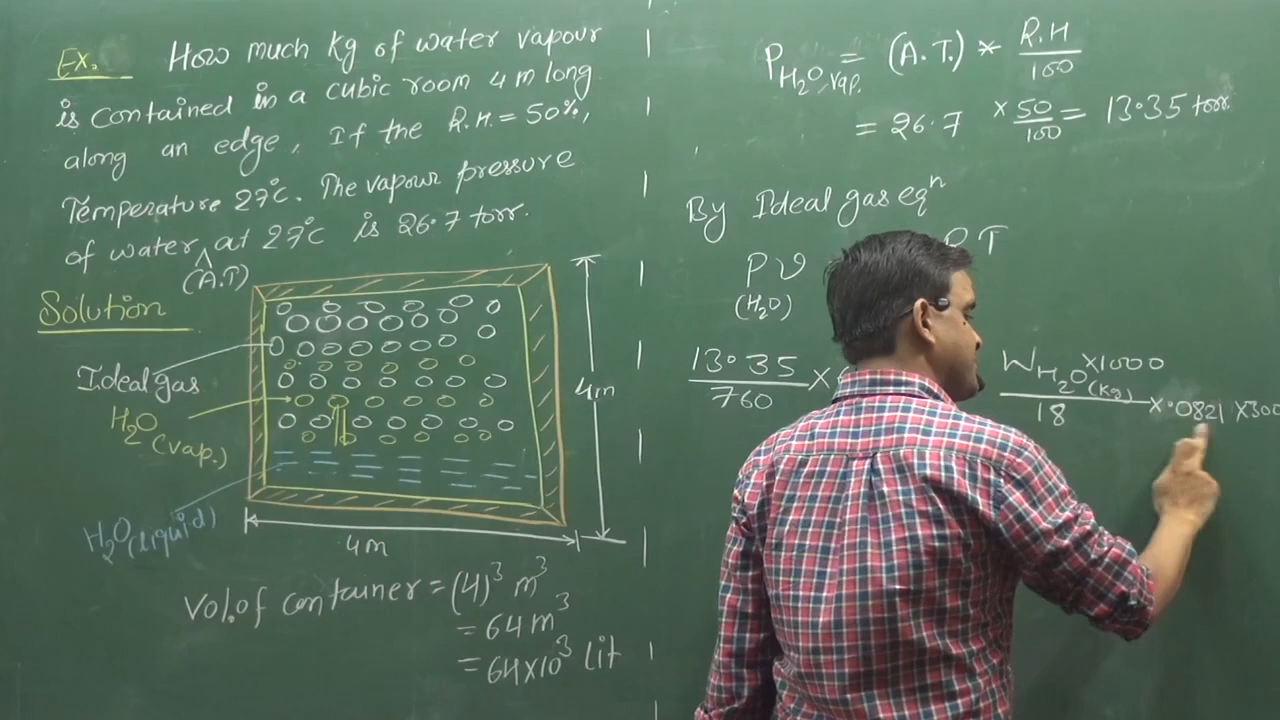 Ex. How much kg of water vapour
is contained in a cubic room 4 m long
along an edge, If the R.H. = 50%,
Temperature 27°C. The vapour pressure
of water at 27°C is 26.7 torr.
(A.T)
Solution
Ideal gas
H₂O
(vap.)
H₂O(liquid)
4m
4m
Vol. of container = (4)³ m³
= 64 m³
= 64×10³ Lit
P H₂O vap. = (A.T.) * R.H/100
= 26.7 × 50/100 = 13.35 torr
By Ideal gas eqⁿ
PV RT
(H₂O)
13.35/760 × W H₂O (kg) ×1000/18 × .0821 × 300